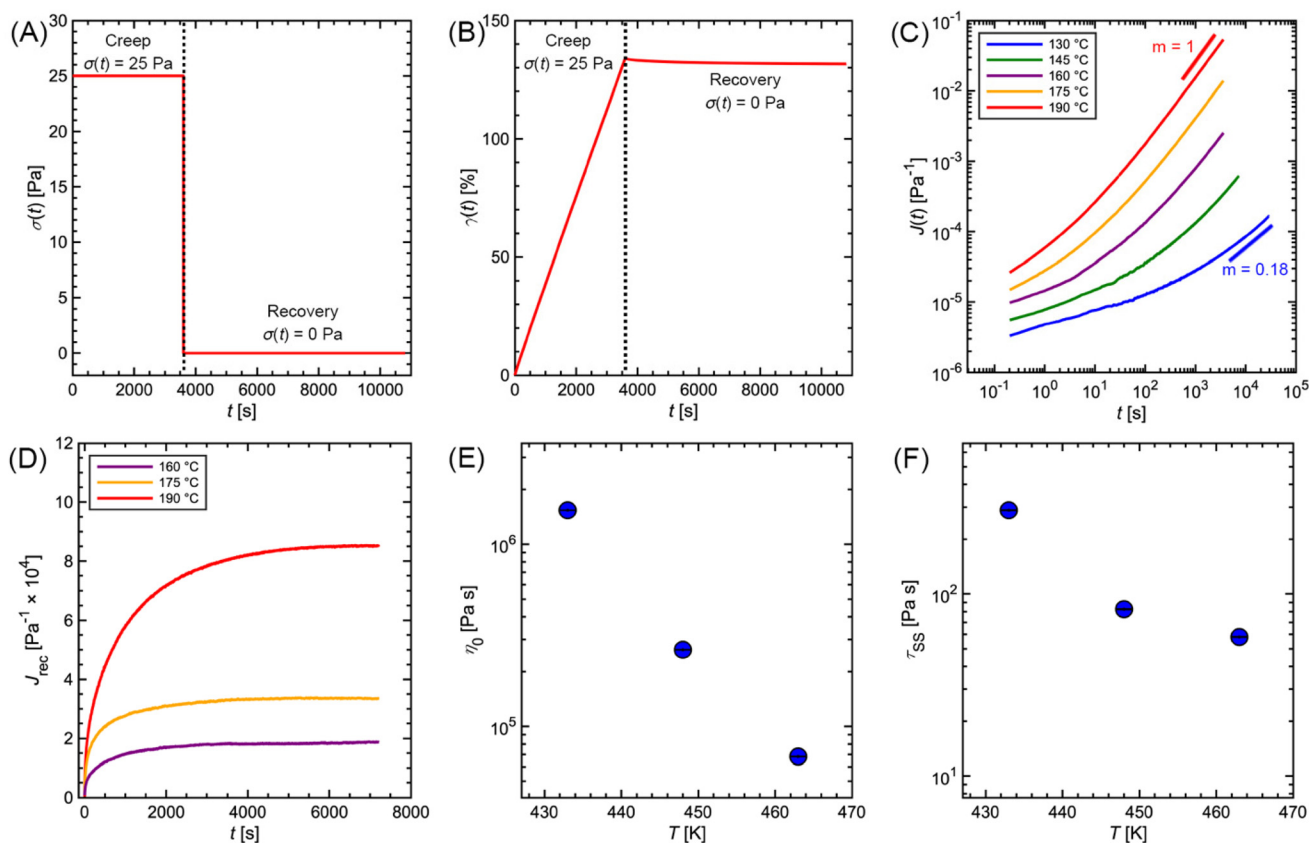 (A)
Creep
σ(t) = 25 Pa
Recovery
σ(t) = 0 Pa
σ(t) [Pa]
30
25
20
15
10
5
0
0 2000 4000 6000 8000 10000
t [s]
(B)
Creep
σ(t) = 25 Pa
Recovery
σ(t) = 0 Pa
γ(t) [%]
150
100
50
0
0 2000 4000 6000 8000 10000
t [s]
(C)
130 °C
145 °C
160 °C
175 °C
190 °C
m = 1
m = 0.18
J(t) [Pa⁻¹]
10⁻¹
10⁻²
10⁻³
10⁻⁴
10⁻⁵
10⁻⁶
10⁻¹ 10⁰ 10¹ 10² 10³ 10⁴ 10⁵
t [s]
(D)
160 °C
175 °C
190 °C
J_rec [Pa⁻¹ × 10⁴]
12
10
8
6
4
2
0
0 2000 4000 6000 8000
t [s]
(E)
η₀ [Pa s]
10⁶
10⁵
430 440 450 460 470
T [K]
(F)
τ_SS [Pa s]
10²
10¹
430 440 450 460 470
T [K]